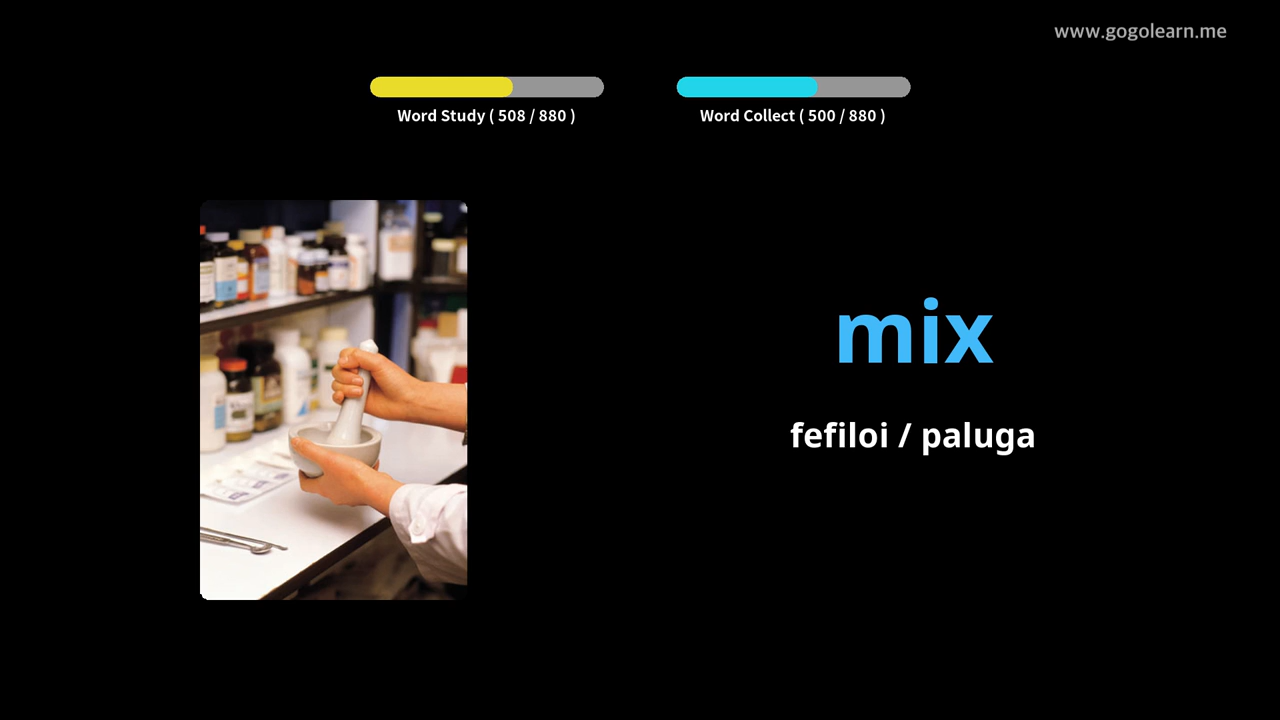 www.gogolearn.me
Word Study ( 508 / 880 )
Word Collect ( 500 / 880 )
mix
fefiloi / paluga